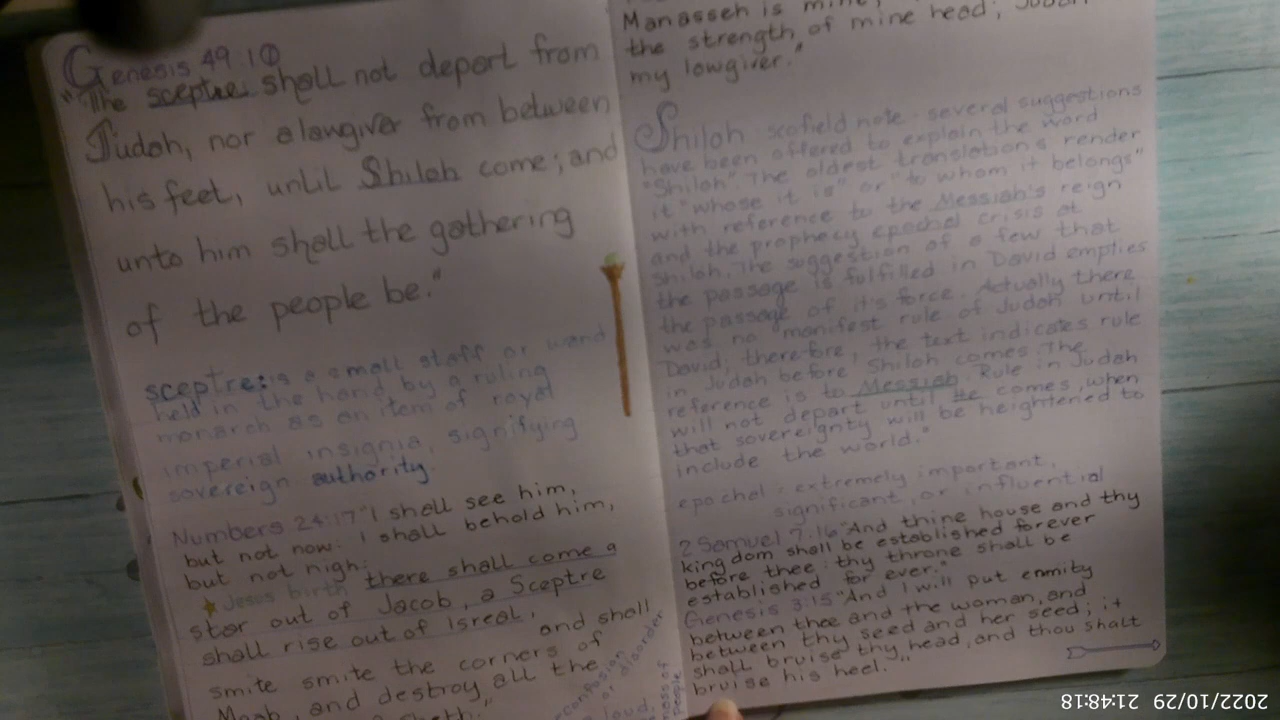 Genesis 49 10
"The sceptre shall not depart from
Judah, nor a lawgiver from between
his feet, until Shiloh come; and
unto him shall the gathering
of the people be."
sceptre: is a small staff or wand
held in the hand by a ruling
monarch as an item of royal
imperial insignia, signifying
sovereign authority.
Numbers 24:17 "I shall see him,
but not now: I shall behold him,
but not nigh:
Jesus birth there shall come a
star out of Jacob, a Sceptre
shall rise out of Isreal,
and shall
smite smite the corners of
Moab, and destroy all the
Sheth."
confusion
or disorder
loud,
mass of
people
Manasseh is mine;
the strength of mine head; Judah
my lawgiver."
Shiloh scofield note - several suggestions
have been offered to explain the word
"Shiloh". The oldest translations render
it "whose it is" or "to whom it belongs"
with reference to the Messiah's reign
and the prophecy epochal crisis at
Shiloh. The suggestion of a few that
the passage is fulfilled in David empties
the passage of it's force. Actually there
was no manifest rule of Judah until
David; therefore, the text indicates rule
in Judah before Shiloh comes. The
reference is to Messiah. Rule in Judah
will not depart until He comes, when
that sovereignty will be heightened to
include the world."
epochal: extremely important,
significant, or influential
2 Samuel 7:16 "And thine house and thy
kingdom shall be established forever
before thee: thy throne shall be
established for ever."
Genesis 3:15 "And I will put enmity
between thee and the woman, and
between thy seed and her seed; it
shall bruise thy head, and thou shalt
bruise his heel."
2022/10/29 21:48:18